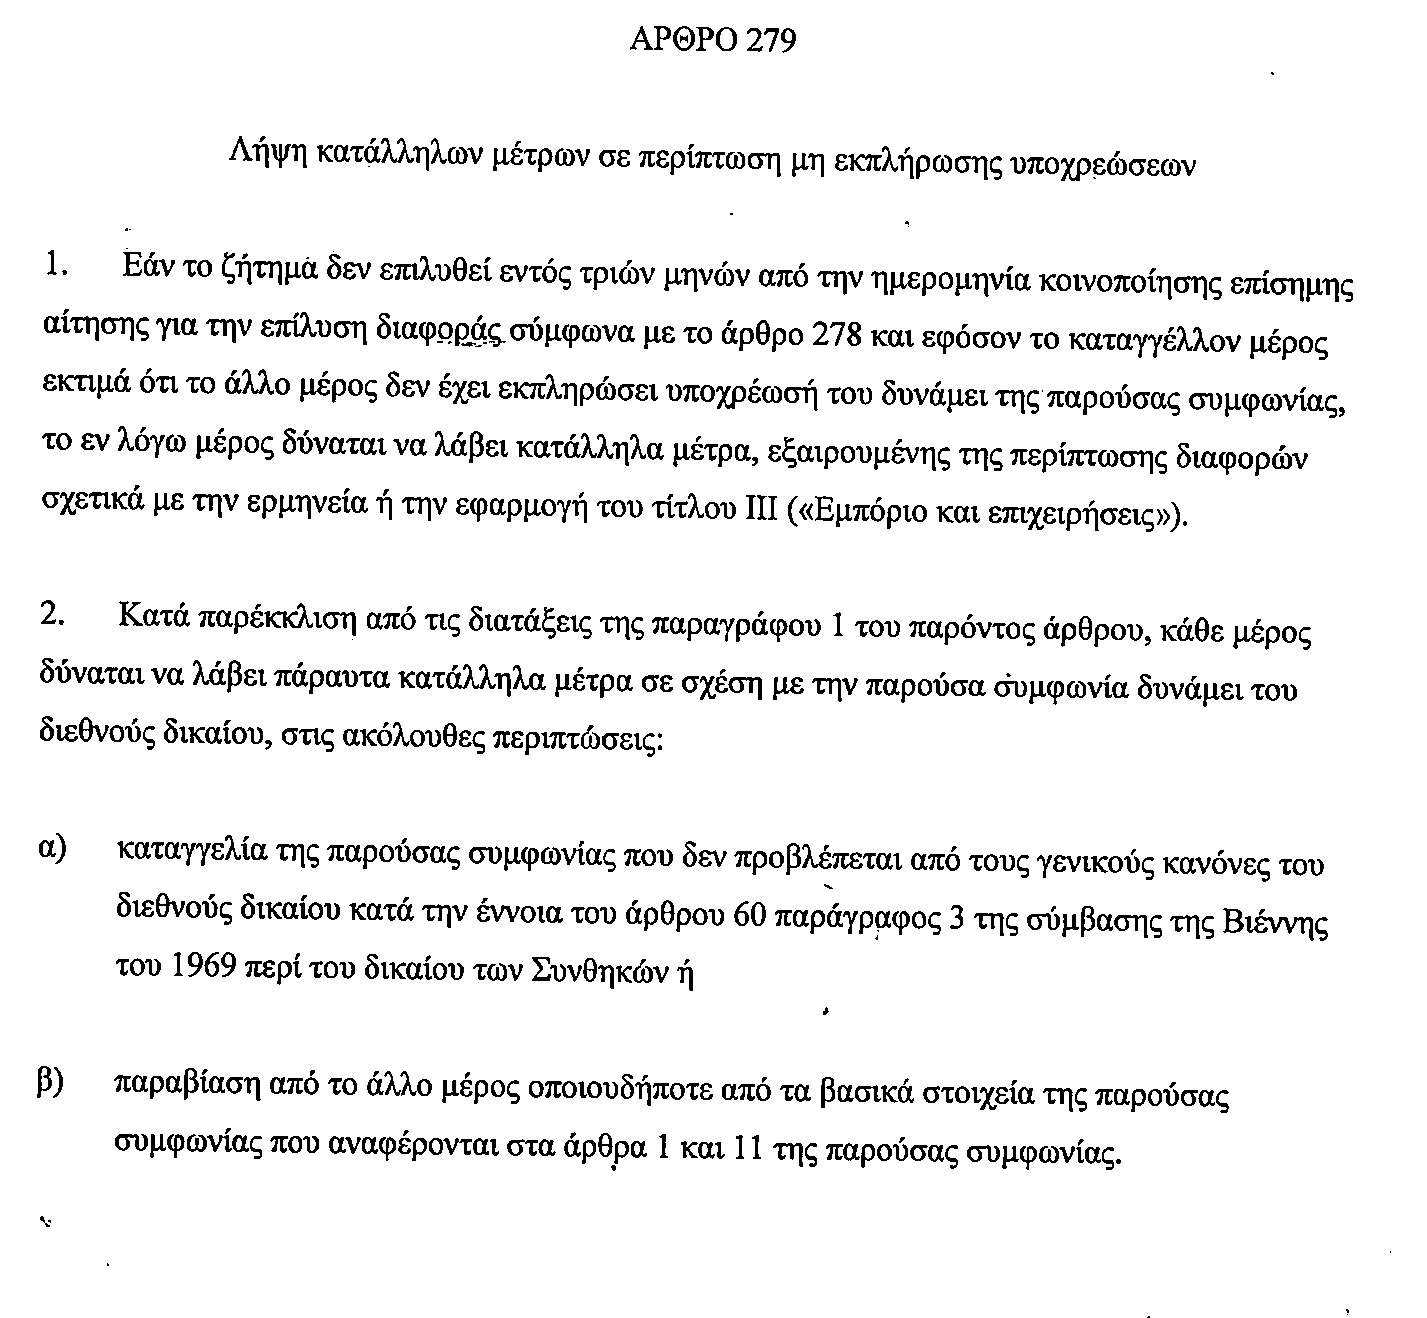 ΑΡΘΡΟ 279
Λήψη κατάλληλων μέτρων σε περίπτωση μη εκπλήρωσης υποχρεώσεων
1. Εάν το ζήτημα δεν επιλυθεί εντός τριών μηνών από την ημερομηνία κοινοποίησης επίσημης
αίτησης για την επίλυση διαφοράς σύμφωνα με το άρθρο 278 και εφόσον το καταγγέλλον μέρος
εκτιμά ότι το άλλο μέρος δεν έχει εκπληρώσει υποχρέωσή του δυνάμει της παρούσας συμφωνίας,
το εν λόγω μέρος δύναται να λάβει κατάλληλα μέτρα, εξαιρουμένης της περίπτωσης διαφορών
σχετικά με την ερμηνεία ή την εφαρμογή του τίτλου ΙΙΙ («Εμπόριο και επιχειρήσεις»).
2. Κατά παρέκκλιση από τις διατάξεις της παραγράφου 1 του παρόντος άρθρου, κάθε μέρος
δύναται να λάβει πάραυτα κατάλληλα μέτρα σε σχέση με την παρούσα συμφωνία δυνάμει του
διεθνούς δικαίου, στις ακόλουθες περιπτώσεις:
α) καταγγελία της παρούσας συμφωνίας που δεν προβλέπεται από τους γενικούς κανόνες του
διεθνούς δικαίου κατά την έννοια του άρθρου 60 παράγραφος 3 της σύμβασης της Βιέννης
του 1969 περί του δικαίου των Συνθηκών ή
β) παραβίαση από το άλλο μέρος οποιουδήποτε από τα βασικά στοιχεία της παρούσας
συμφωνίας που αναφέρονται στα άρθρα 1 και 11 της παρούσας συμφωνίας.